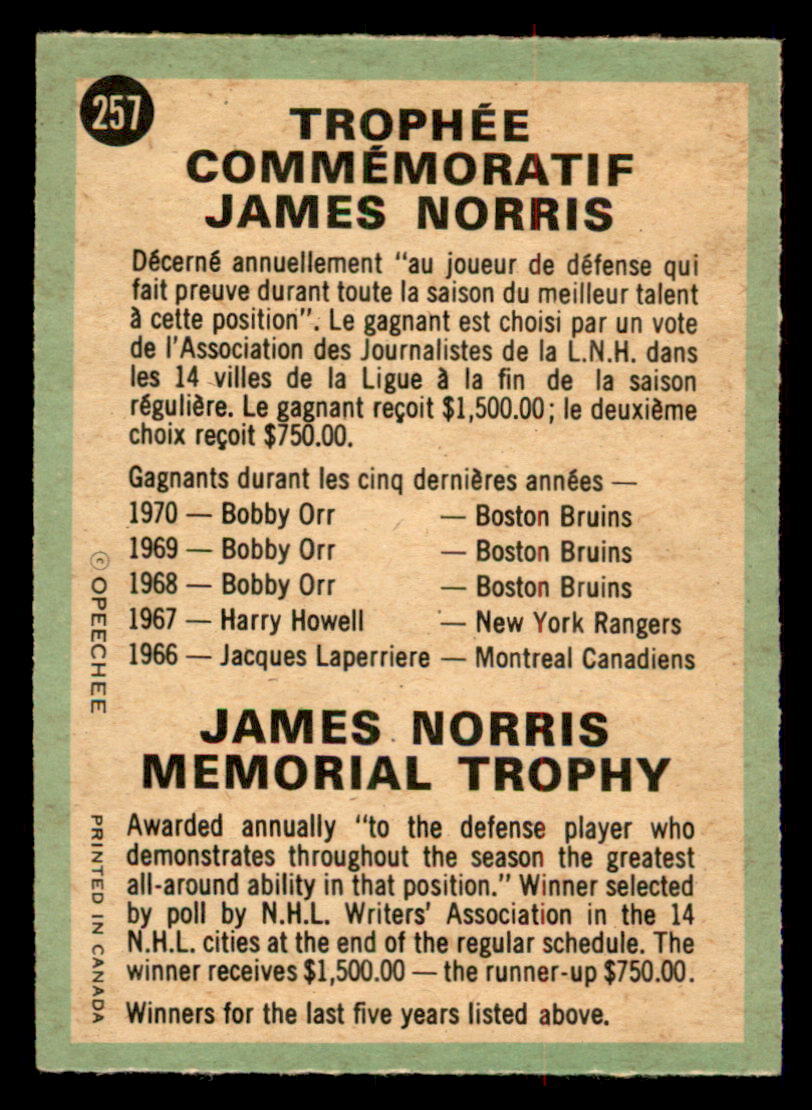 257
TROPHÉE
COMMÉMORATIF
JAMES NORRIS
Décerné annuellement "au joueur de défense qui
fait preuve durant toute la saison du meilleur talent
à cette position". Le gagnant est choisi par un vote
de l'Association des Journalistes de la L.N.H. dans
les 14 villes de la Ligue à la fin de la saison
régulière. Le gagnant reçoit $1,500.00; le deuxième
choix reçoit $750.00.
Gagnants durant les cinq dernières années —
1970 — Bobby Orr — Boston Bruins
1969 — Bobby Orr — Boston Bruins
1968 — Bobby Orr — Boston Bruins
1967 — Harry Howell — New York Rangers
1966 — Jacques Laperriere — Montreal Canadiens
JAMES NORRIS
MEMORIAL TROPHY
Awarded annually "to the defense player who
demonstrates throughout the season the greatest
all-around ability in that position." Winner selected
by poll by N.H.L. Writers' Association in the 14
N.H.L. cities at the end of the regular schedule. The
winner receives $1,500.00 — the runner-up $750.00.
Winners for the last five years listed above.
© OPEECHEE
PRINTED IN CANADA